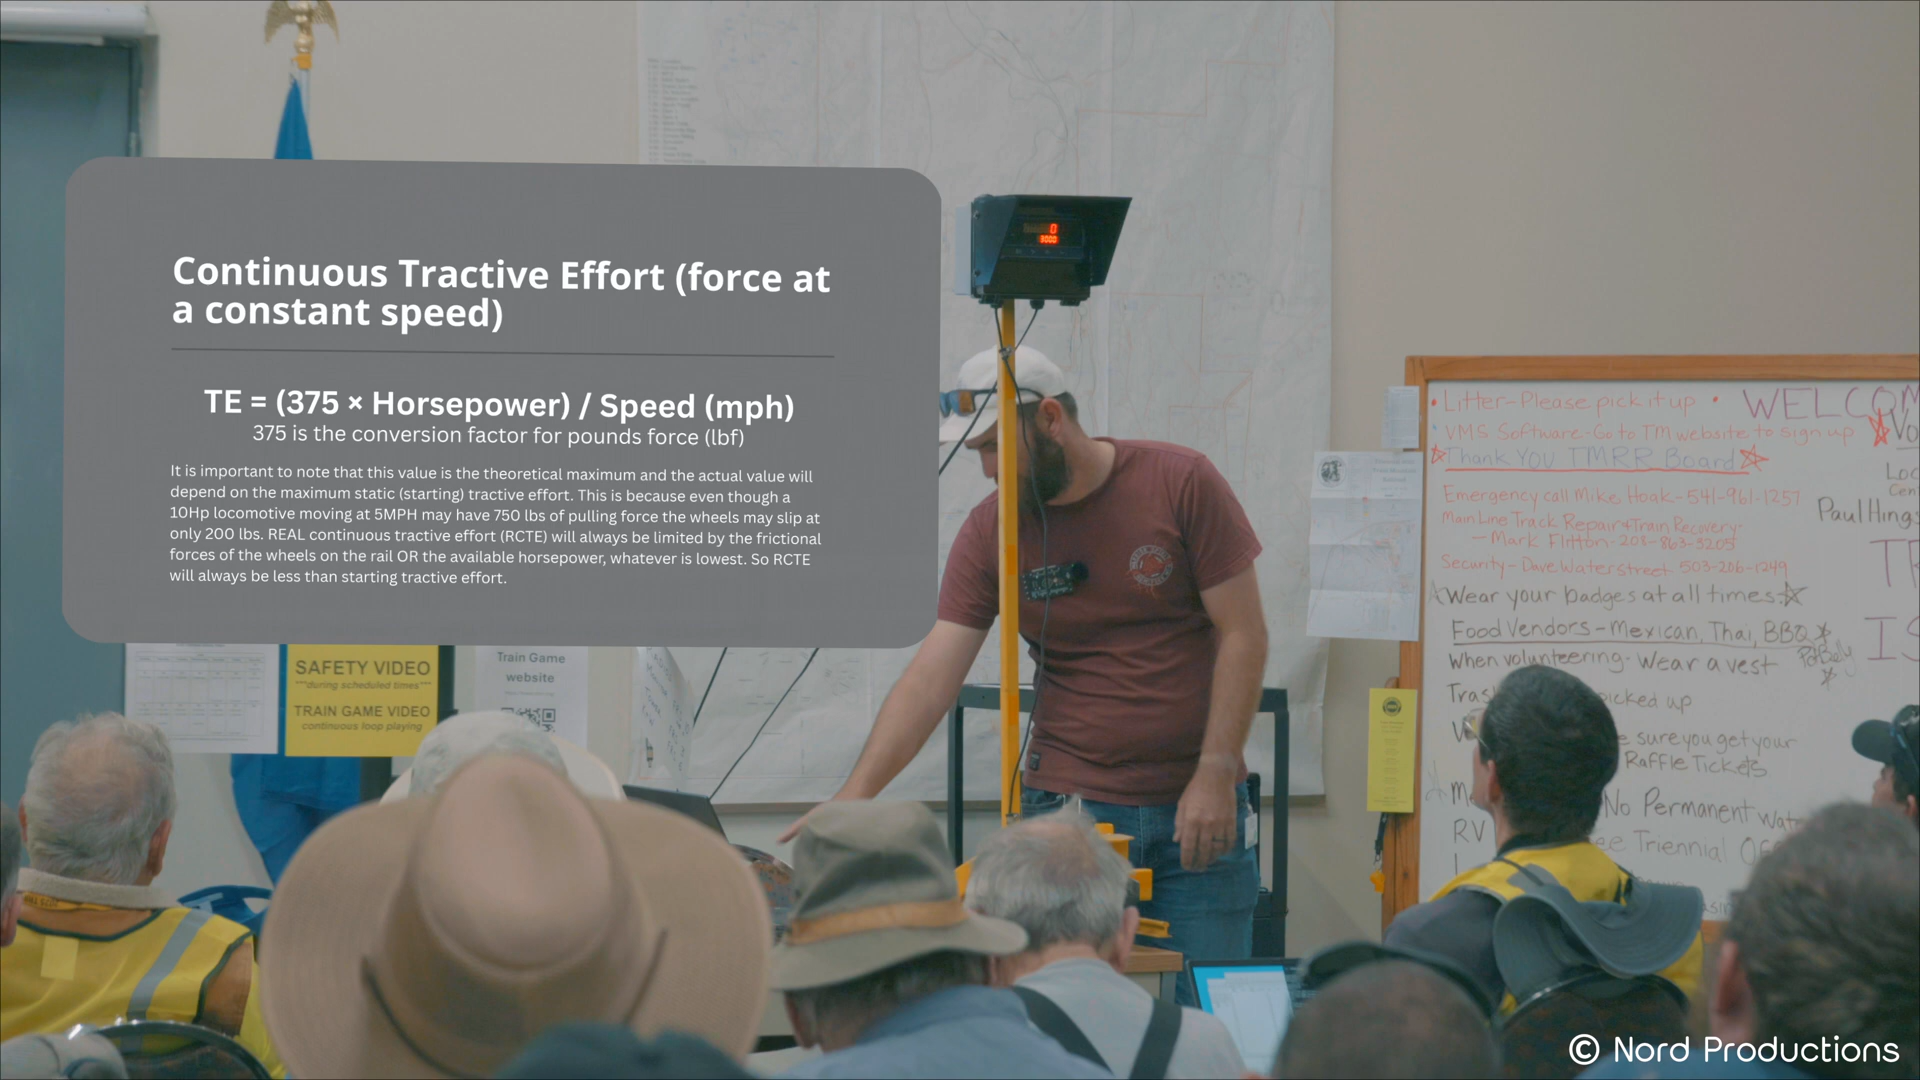 Continuous Tractive Effort (force at
a constant speed)
TE = (375 × Horsepower) / Speed (mph)
375 is the conversion factor for pounds force (lbf)
It is important to note that this value is the theoretical maximum and the actual value will
depend on the maximum static (starting) tractive effort. This is because even though a
10Hp locomotive moving at 5MPH may have 750 lbs of pulling force the wheels may slip at
only 200 lbs. REAL continuous tractive effort (RCTE) will always be limited by the frictional
forces of the wheels on the rail OR the available horsepower, whatever is lowest. So RCTE
will always be less than starting tractive effort.
0
3000
SAFETY VIDEO
***during scheduled times***
TRAIN GAME VIDEO
continuous loop playing
Train Game
website
• Litter-Please pick it up • WELCOM
VMS Software-Go to TM website to sign up
Thank YOU TMRR Board
Emergency call Mike Hoak-541-961-1257
Main Line Track Repair+Train Recovery-
-Mark Flitton-208-863-3205
Security-Dave Waterstreet 503-206-1249
Wear your badges at all times
Food Vendors-Mexican, Thai, BBQ
When volunteering-Wear a vest
picked up
sure you get your
Raffle Tickets
No Permanent
RV
Triennial
Paul Hings
IS
© Nord Productions